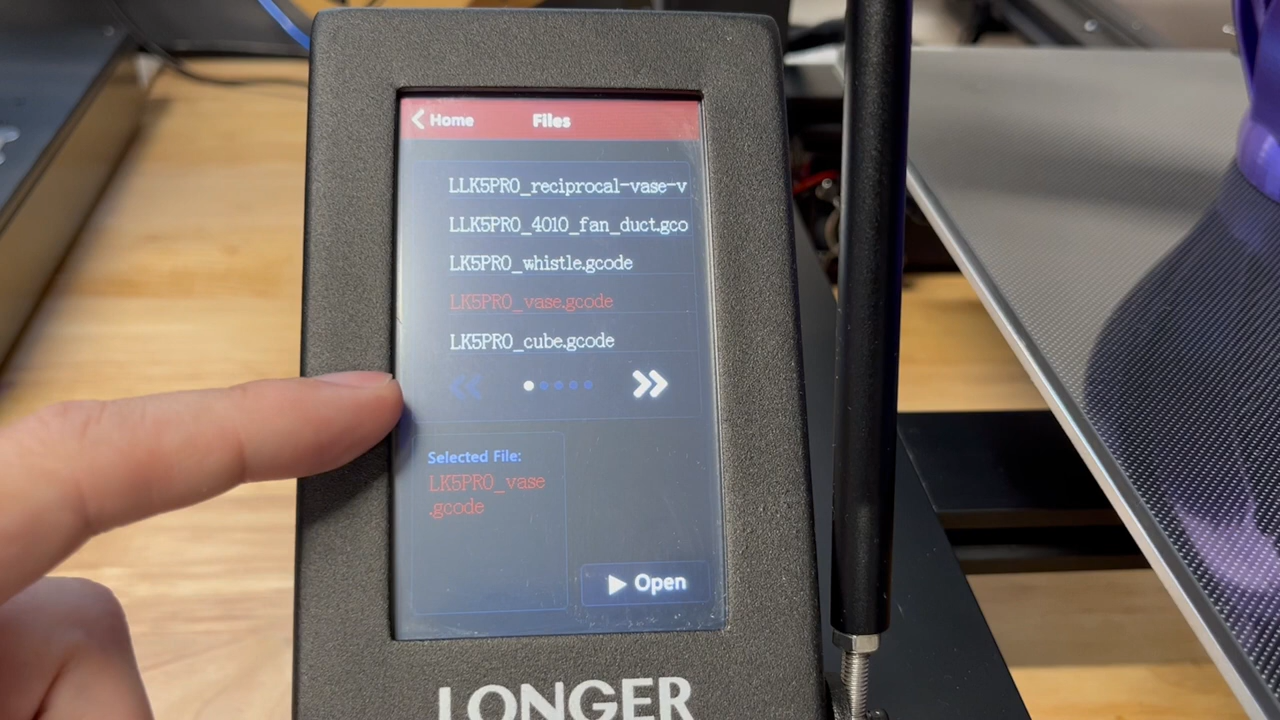 Home
Files
LLK5PRO_reciprocal-vase-v
LLK5PRO_4010_fan_duct.gco
LK5PRO_whistle.gcode
LK5PRO_vase.gcode
LK5PRO_cube.gcode
Selected File:
LK5PRO_vase
.gcode
Open
LONGER